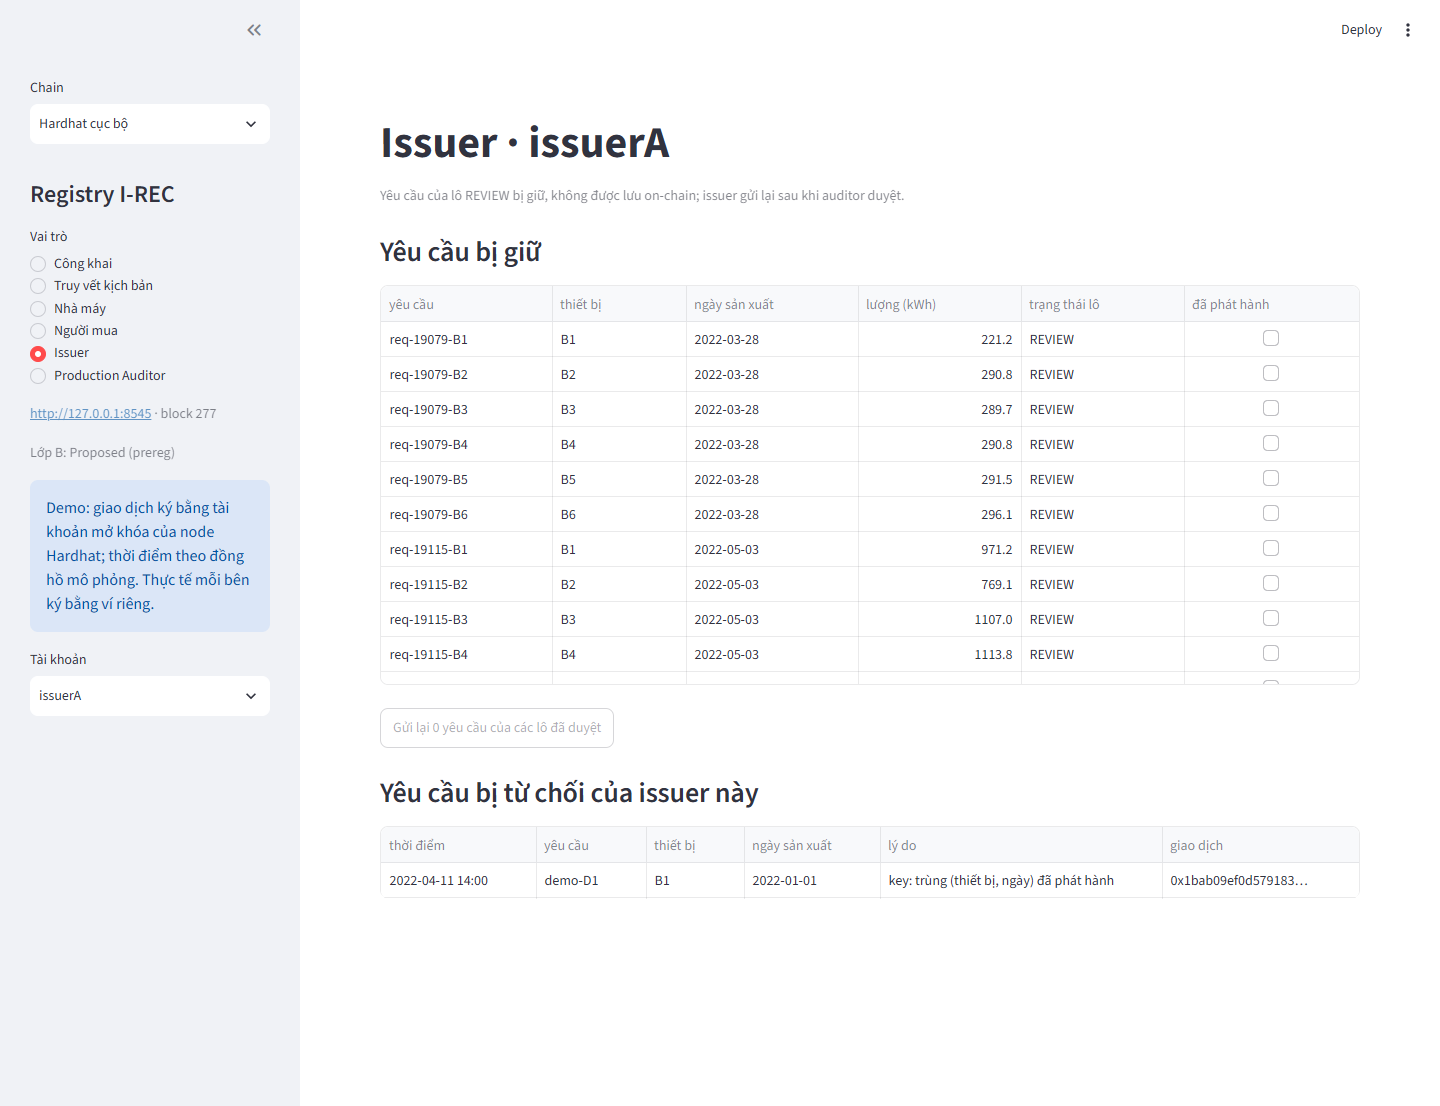 Deploy
Chain
Hardhat cục bộ
Registry I-REC
Vai trò
Công khai
Truy vết kịch bản
Nhà máy
Người mua
Issuer
Production Auditor
http://127.0.0.1:8545 · block 277
Lớp B: Proposed (prereg)
Demo: giao dịch ký bằng tài
khoản mở khóa của node
Hardhat; thời điểm theo đồng
hồ mô phỏng. Thực tế mỗi bên
ký bằng ví riêng.
Tài khoản
issuerA
Issuer · issuerA
Yêu cầu của lô REVIEW bị giữ, không được lưu on-chain; issuer gửi lại sau khi auditor duyệt.
Yêu cầu bị giữ
yêu cầu thiết bị ngày sản xuất lượng (kWh) trạng thái lô đã phát hành
req-19079-B1 B1 2022-03-28 221.2 REVIEW
req-19079-B2 B2 2022-03-28 290.8 REVIEW
req-19079-B3 B3 2022-03-28 289.7 REVIEW
req-19079-B4 B4 2022-03-28 290.8 REVIEW
req-19079-B5 B5 2022-03-28 291.5 REVIEW
req-19079-B6 B6 2022-03-28 296.1 REVIEW
req-19115-B1 B1 2022-05-03 971.2 REVIEW
req-19115-B2 B2 2022-05-03 769.1 REVIEW
req-19115-B3 B3 2022-05-03 1107.0 REVIEW
req-19115-B4 B4 2022-05-03 1113.8 REVIEW
Gửi lại 0 yêu cầu của các lô đã duyệt
Yêu cầu bị từ chối của issuer này
thời điểm yêu cầu thiết bị ngày sản xuất lý do giao dịch
2022-04-11 14:00 demo-D1 B1 2022-01-01 key: trùng (thiết bị, ngày) đã phát hành 0x1bab09ef0d579183…